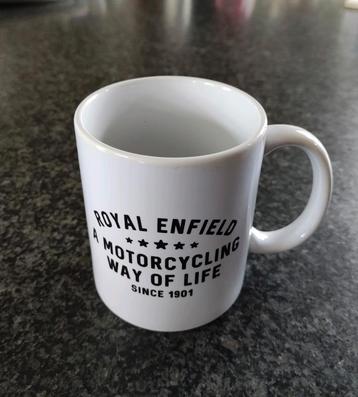 ROYAL ENFIELD
★★★★★
A MOTORCYCLING
WAY OF LIFE
SINCE 1901